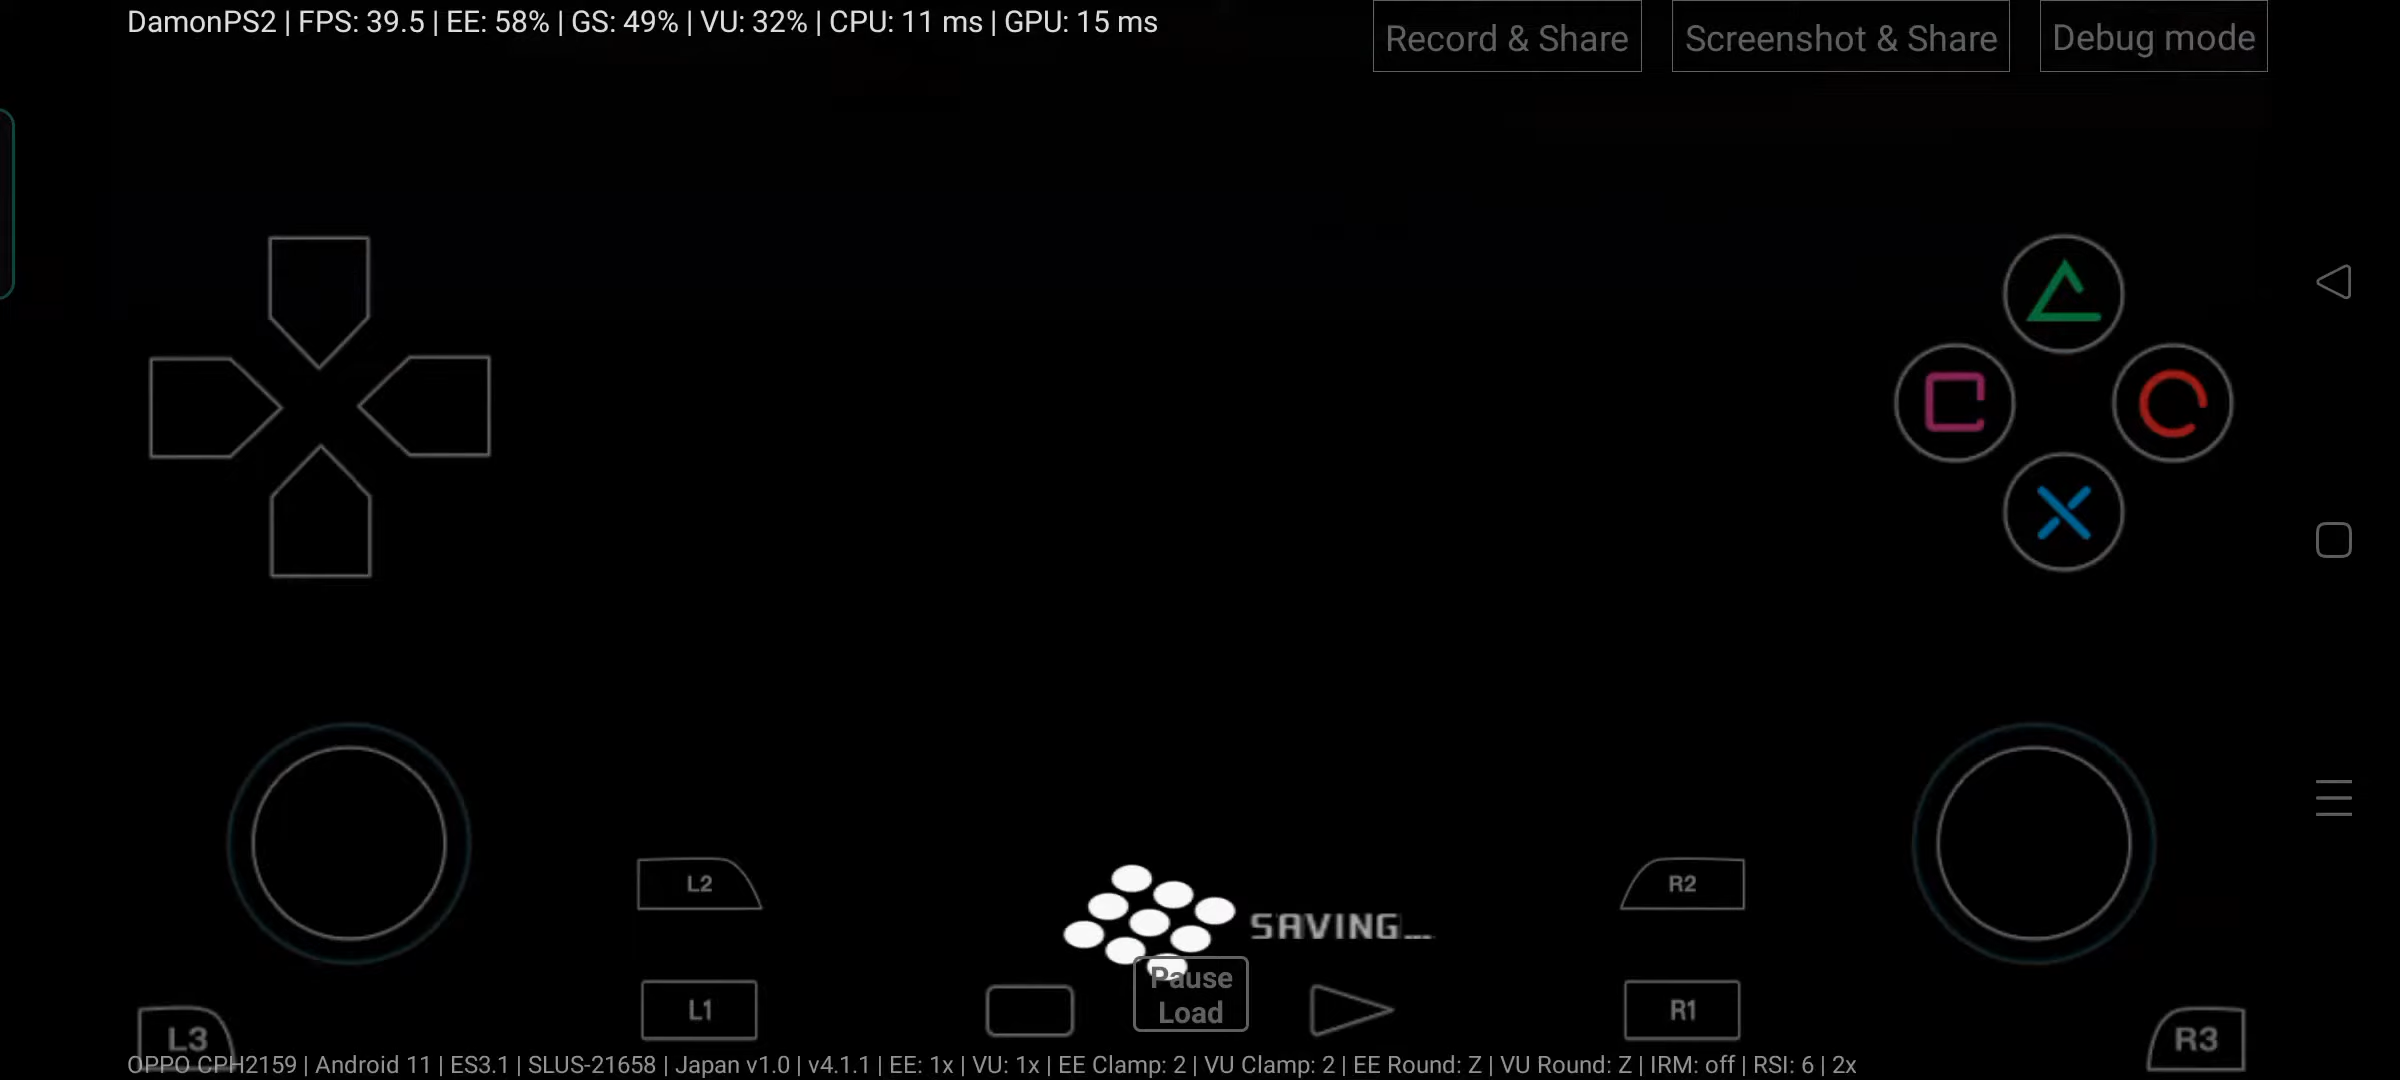 DamonPS2 | FPS: 39.5 | EE: 58% | GS: 49% | VU: 32% | CPU: 11 ms | GPU: 15 ms
Record & Share
Screenshot & Share
Debug mode
L2
R2
SAVING...
Pause
Load
L1
R1
L3
R3
OPPO CPH2159 | Android 11 | ES3.1 | SLUS-21658 | Japan v1.0 | v4.1.1 | EE: 1x | VU: 1x | EE Clamp: 2 | VU Clamp: 2 | EE Round: Z | VU Round: Z | IRM: off | RSI: 6 | 2x